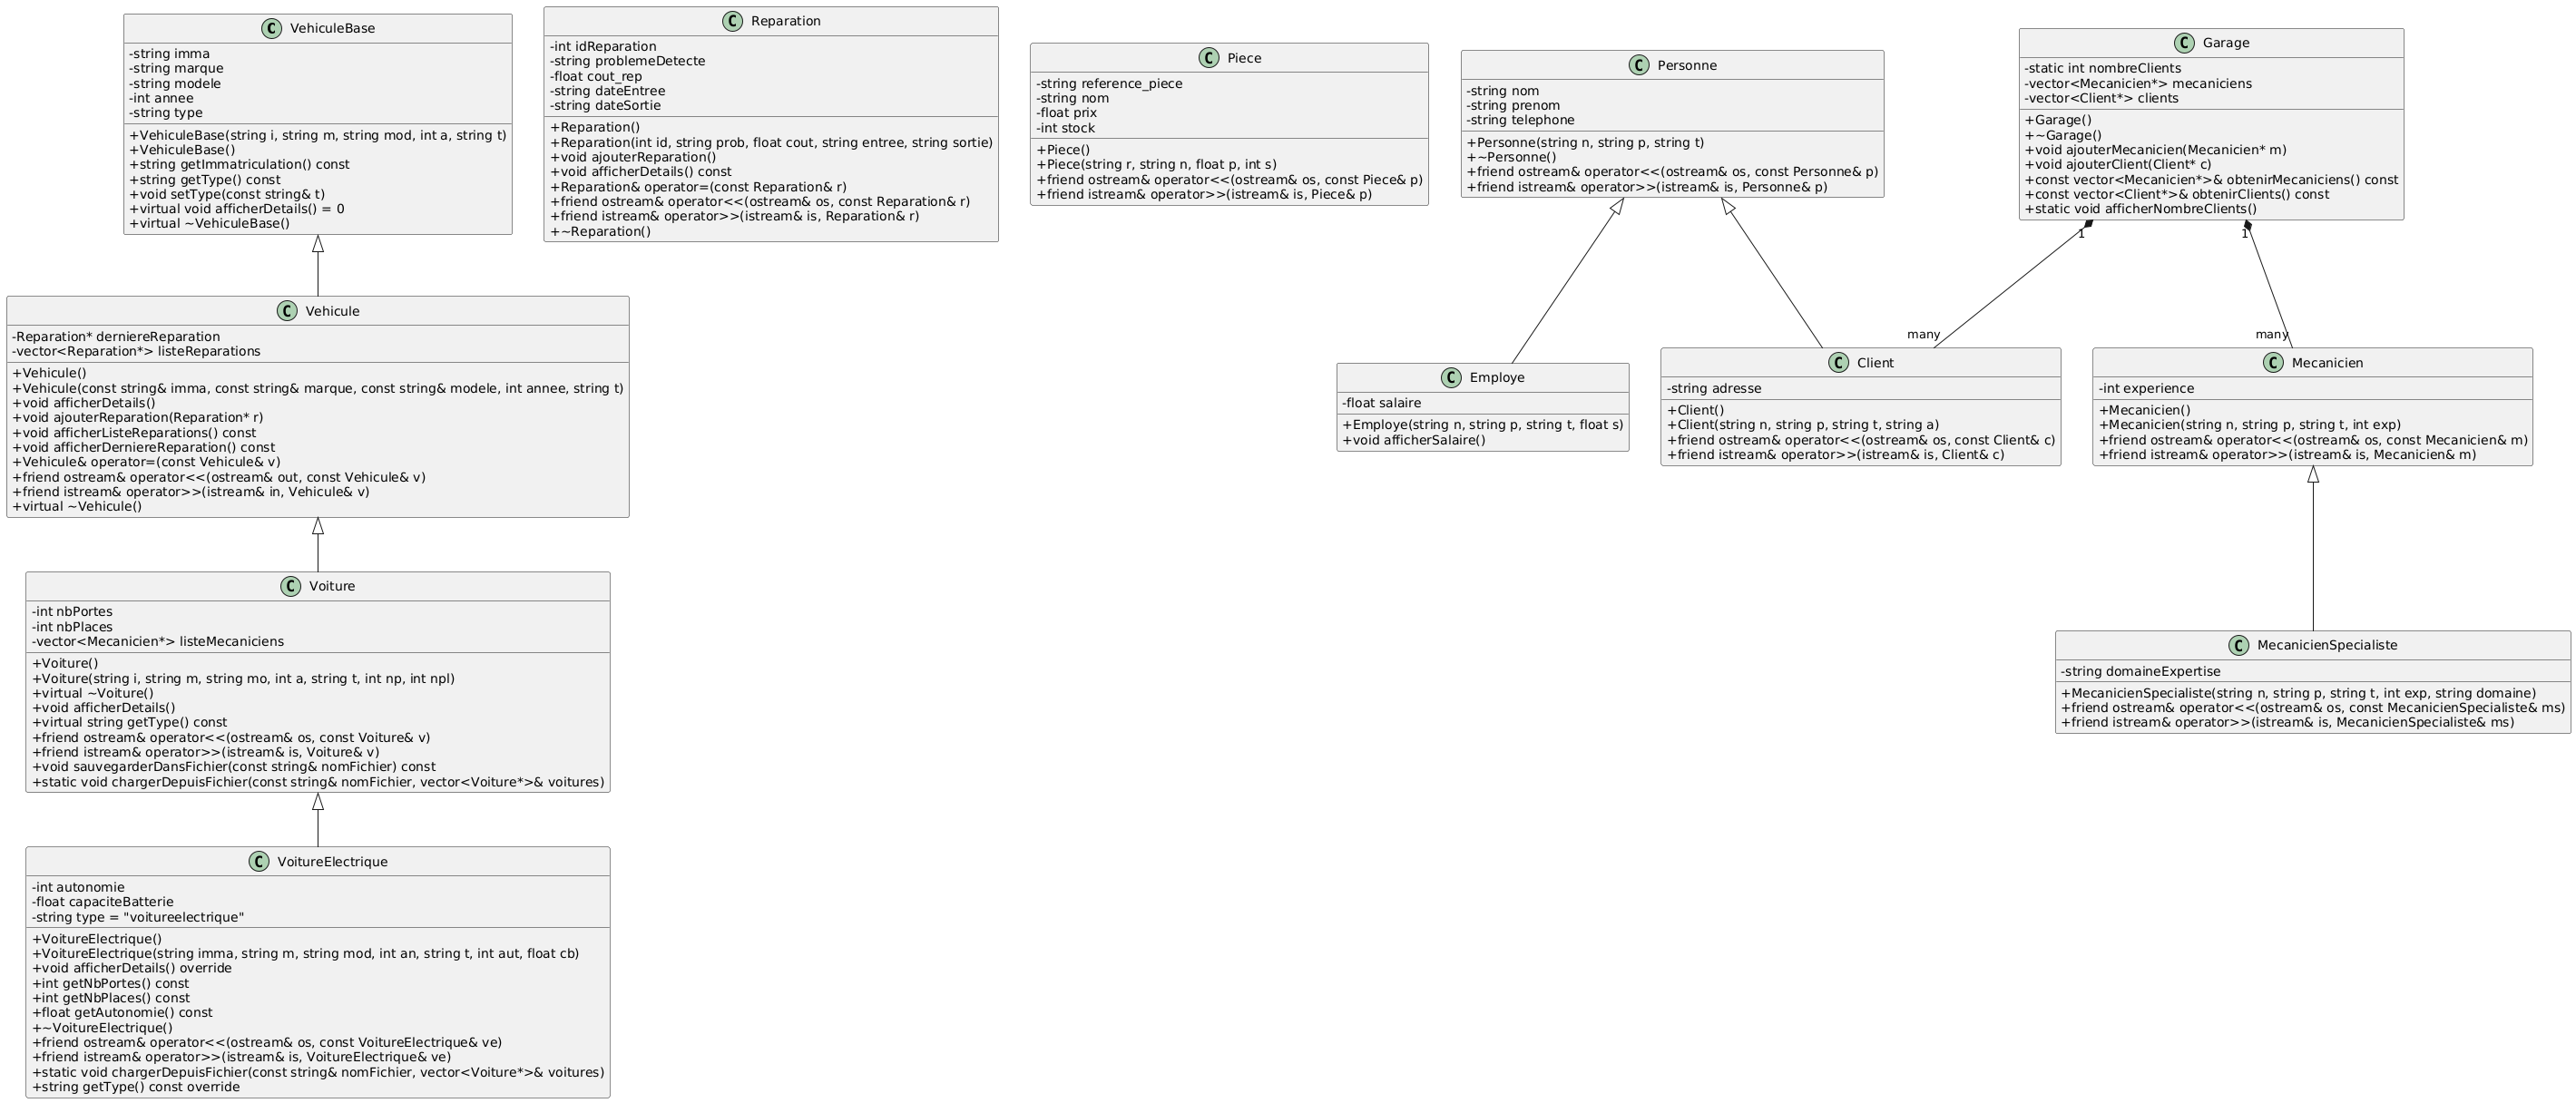 C VehiculeBase
-string imma
-string marque
-string modele
-int annee
-string type
+VehiculeBase(string i, string m, string mod, int a, string t)
+VehiculeBase()
+string getImmatriculation() const
+string getType() const
+void setType(const string& t)
+virtual void afficherDetails() = 0
+virtual ~VehiculeBase()
C Reparation
-int idReparation
-string problemeDetecte
-float cout_rep
-string dateEntree
-string dateSortie
+Reparation()
+Reparation(int id, string prob, float cout, string entree, string sortie)
+void ajouterReparation()
+void afficherDetails() const
+Reparation& operator=(const Reparation& r)
+friend ostream& operator<<(ostream& os, const Reparation& r)
+friend istream& operator>>(istream& is, Reparation& r)
+~Reparation()
C Piece
-string reference_piece
-string nom
-float prix
-int stock
+Piece()
+Piece(string r, string n, float p, int s)
+friend ostream& operator<<(ostream& os, const Piece& p)
+friend istream& operator>>(istream& is, Piece& p)
C Personne
-string nom
-string prenom
-string telephone
+Personne(string n, string p, string t)
+~Personne()
+friend ostream& operator<<(ostream& os, const Personne& p)
+friend istream& operator>>(istream& is, Personne& p)
C Garage
-static int nombreClients
-vector<Mecanicien*> mecaniciens
-vector<Client*> clients
+Garage()
+~Garage()
+void ajouterMecanicien(Mecanicien* m)
+void ajouterClient(Client* c)
+const vector<Mecanicien*>& obtenirMecaniciens() const
+const vector<Client*>& obtenirClients() const
+static void afficherNombreClients()
1
1
many
many
C Vehicule
-Reparation* derniereReparation
-vector<Reparation*> listeReparations
+Vehicule()
+Vehicule(const string& imma, const string& marque, const string& modele, int annee, string t)
+void afficherDetails()
+void ajouterReparation(Reparation* r)
+void afficherListeReparations() const
+void afficherDerniereReparation() const
+Vehicule& operator=(const Vehicule& v)
+friend ostream& operator<<(ostream& out, const Vehicule& v)
+friend istream& operator>>(istream& in, Vehicule& v)
+virtual ~Vehicule()
C Employe
-float salaire
+Employe(string n, string p, string t, float s)
+void afficherSalaire()
C Client
-string adresse
+Client()
+Client(string n, string p, string t, string a)
+friend ostream& operator<<(ostream& os, const Client& c)
+friend istream& operator>>(istream& is, Client& c)
C Mecanicien
-int experience
+Mecanicien()
+Mecanicien(string n, string p, string t, int exp)
+friend ostream& operator<<(ostream& os, const Mecanicien& m)
+friend istream& operator>>(istream& is, Mecanicien& m)
C Voiture
-int nbPortes
-int nbPlaces
-vector<Mecanicien*> listeMecaniciens
+Voiture()
+Voiture(string i, string m, string mo, int a, string t, int np, int npl)
+virtual ~Voiture()
+void afficherDetails()
+virtual string getType() const
+friend ostream& operator<<(ostream& os, const Voiture& v)
+friend istream& operator>>(istream& is, Voiture& v)
+void sauvegarderDansFichier(const string& nomFichier) const
+static void chargerDepuisFichier(const string& nomFichier, vector<Voiture*>& voitures)
C MecanicienSpecialiste
-string domaineExpertise
+MecanicienSpecialiste(string n, string p, string t, int exp, string domaine)
+friend ostream& operator<<(ostream& os, const MecanicienSpecialiste& ms)
+friend istream& operator>>(istream& is, MecanicienSpecialiste& ms)
C VoitureElectrique
-int autonomie
-float capaciteBatterie
-string type = "voitureelectrique"
+VoitureElectrique()
+VoitureElectrique(string imma, string m, string mod, int an, string t, int aut, float cb)
+void afficherDetails() override
+int getNbPortes() const
+int getNbPlaces() const
+float getAutonomie() const
+~VoitureElectrique()
+friend ostream& operator<<(ostream& os, const VoitureElectrique& ve)
+friend istream& operator>>(istream& is, VoitureElectrique& ve)
+static void chargerDepuisFichier(const string& nomFichier, vector<Voiture*>& voitures)
+string getType() const override